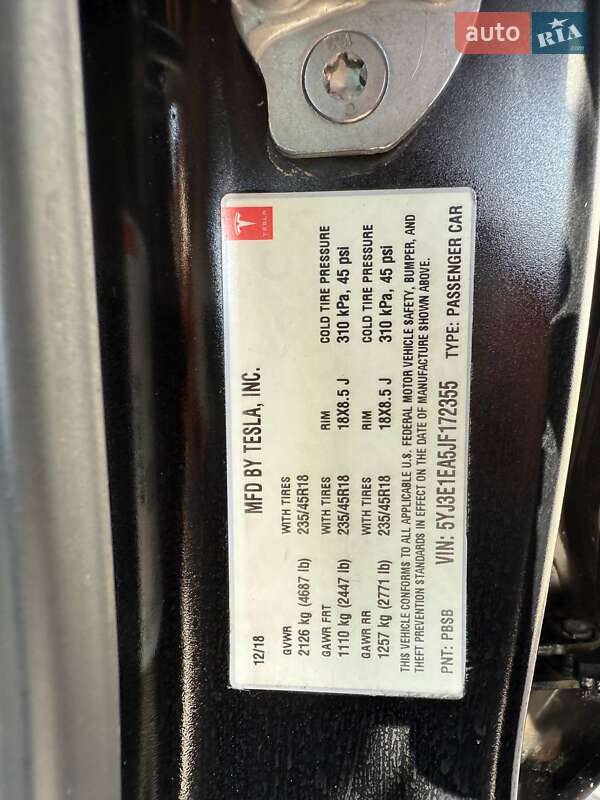 auto RIA.com
TESLA
MFD BY TESLA, INC.
12/18
GVWR WITH TIRES RIM COLD TIRE PRESSURE
2126 kg (4687 lb) 235/45R18 18X8.5 J 310 kPa, 45 psi
GAWR FRT WITH TIRES RIM COLD TIRE PRESSURE
1110 kg (2447 lb) 235/45R18 18X8.5 J 310 kPa, 45 psi
GAWR RR
1257 kg (2771 lb) 235/45R18
THIS VEHICLE CONFORMS TO ALL APPLICABLE U.S. FEDERAL MOTOR VEHICLE SAFETY, BUMPER, AND
THEFT PREVENTION STANDARDS IN EFFECT ON THE DATE OF MANUFACTURE SHOWN ABOVE.
PNT: PBSB VIN: 5YJ3E1EA5JF172355 TYPE: PASSENGER CAR